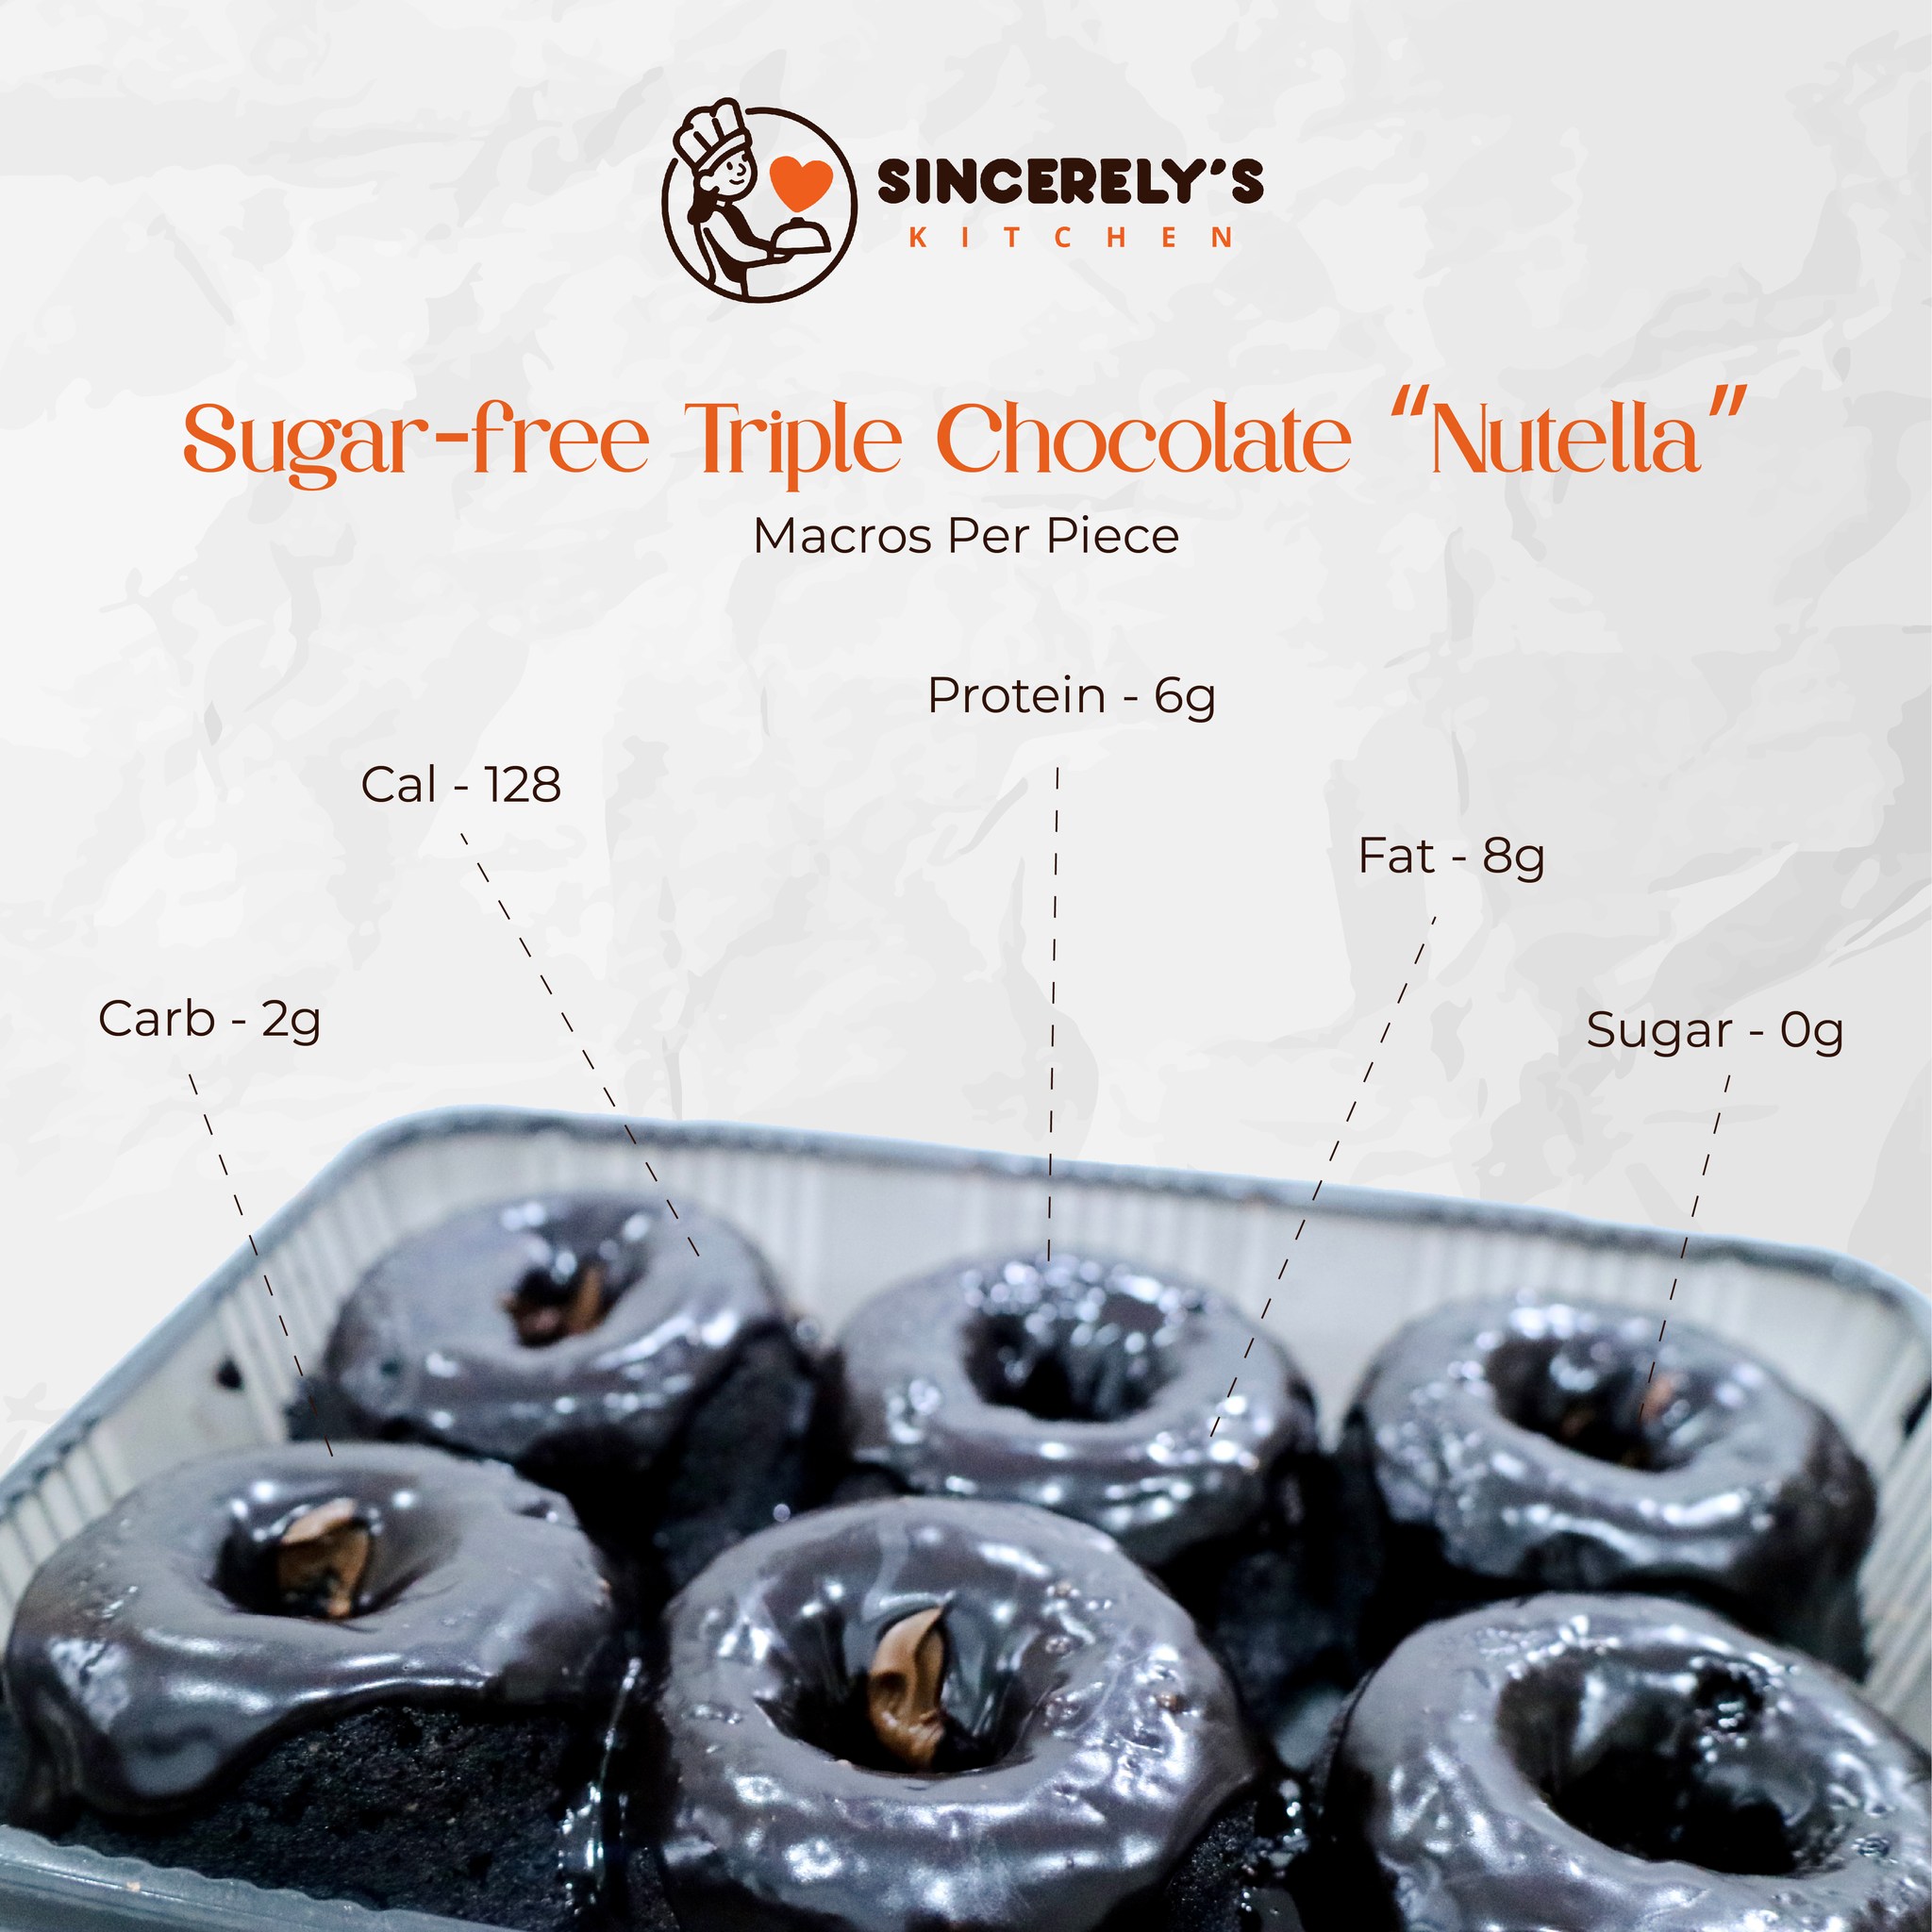 SINCERELY'S
KITCHEN
Sugar-free Triple Chocolate “Nutella”
Macros Per Piece
Protein - 6g
Cal - 128
Fat - 8g
Carb - 2g
Sugar - 0g